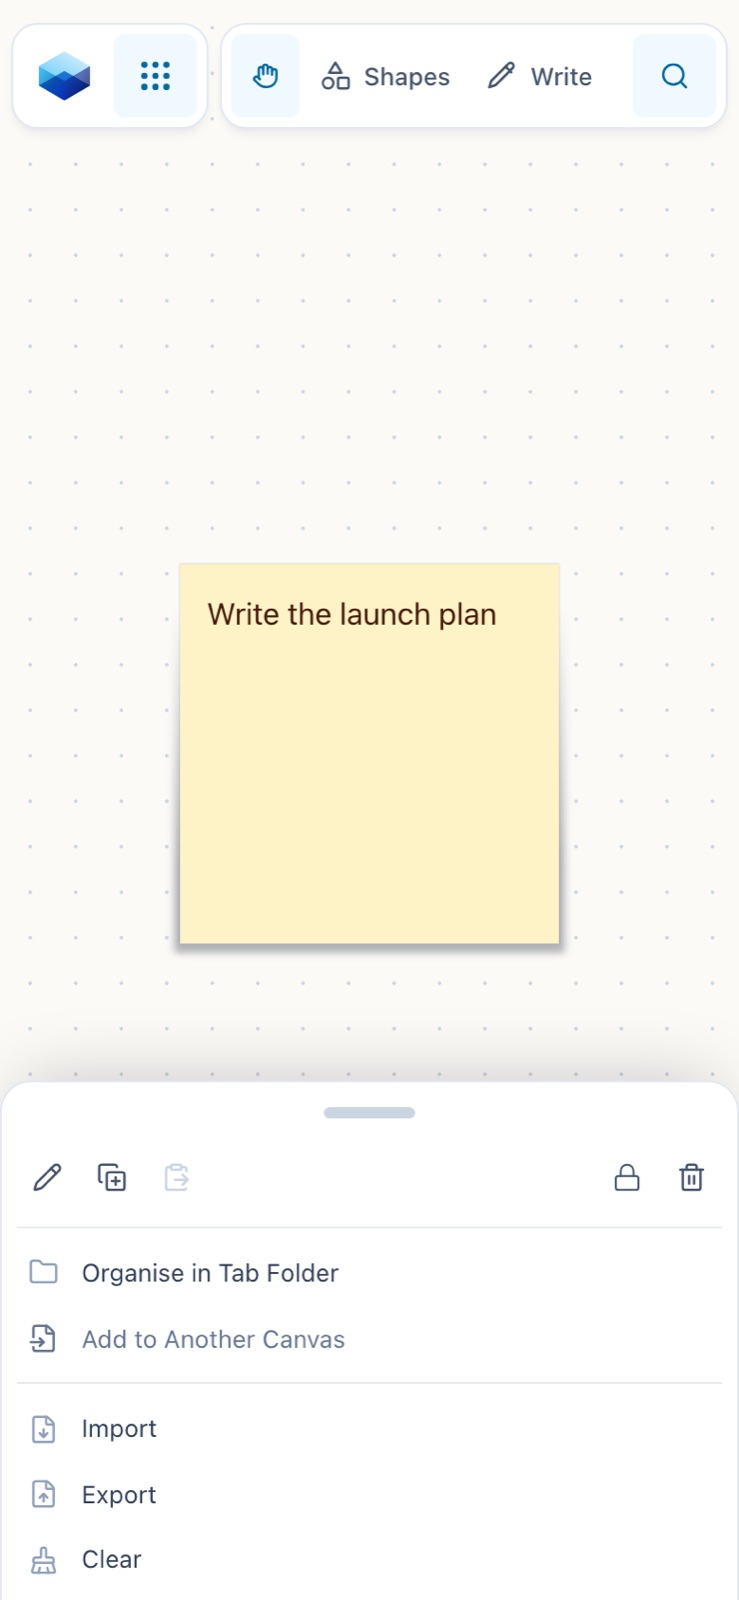 Shapes
Write
Write the launch plan
Organise in Tab Folder
Add to Another Canvas
Import
Export
Clear